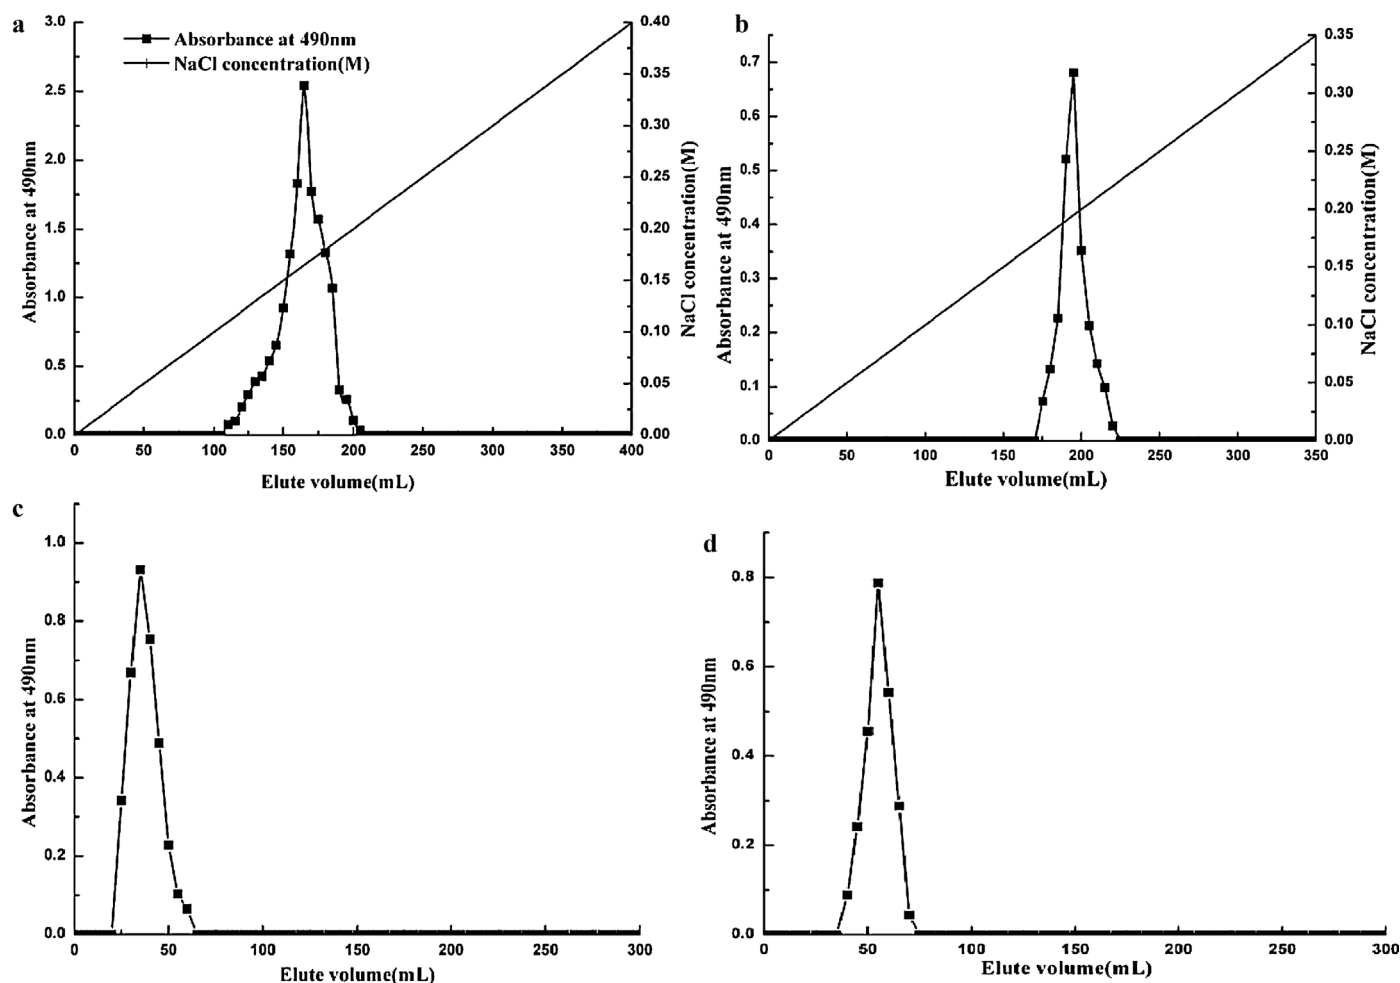 a
Absorbance at 490nm
NaCl concentration(M)
3.0
2.5
2.0
1.5
1.0
0.5
0.0
Absorbance at 490nm
0.40
0.35
0.30
0.25
0.20
0.15
0.10
0.05
0.00
NaCl concentration(M)
0 50 100 150 200 250 300 350 400
Elute volume(mL)
b
0.7
0.6
0.5
0.4
0.3
0.2
0.1
0.0
Absorbance at 490nm
0.35
0.30
0.25
0.20
0.15
0.10
0.05
0.00
NaCl concentration(M)
0 50 100 150 200 250 300 350
Elute volume(mL)
c
1.0
0.8
0.6
0.4
0.2
0.0
Absorbance at 490nm
0 50 100 150 200 250 300
Elute volume(mL)
d
0.8
0.6
0.4
0.2
0.0
Absorbance at 490nm
0 50 100 150 200 250 300
Elute volume(mL)